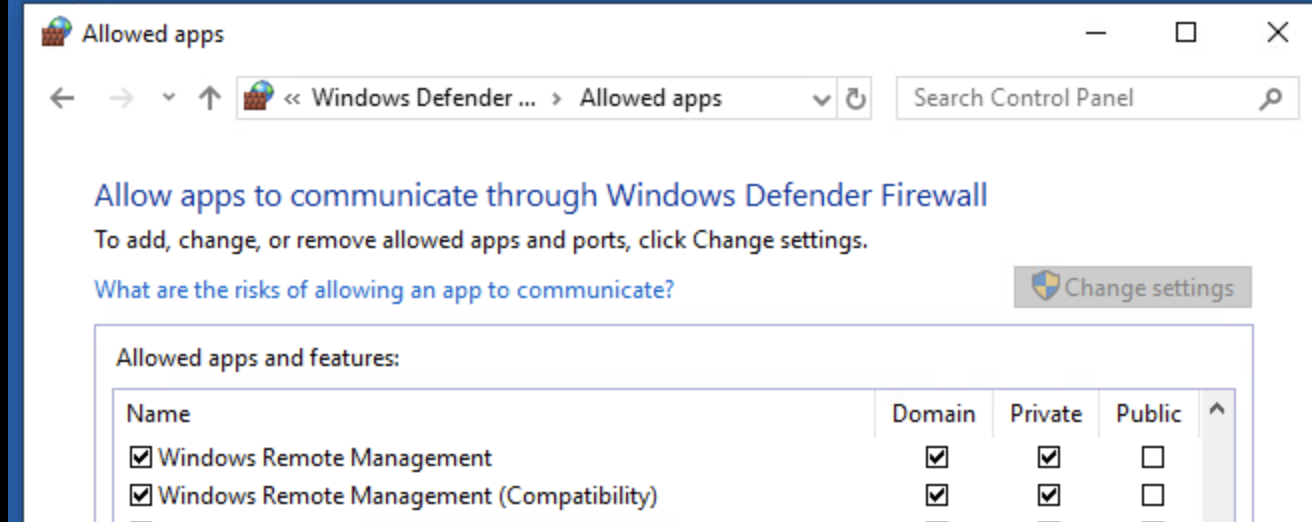 Allowed apps
« Windows Defender ... > Allowed apps
Search Control Panel
Allow apps to communicate through Windows Defender Firewall
To add, change, or remove allowed apps and ports, click Change settings.
What are the risks of allowing an app to communicate?
Change settings
Allowed apps and features:
Name Domain Private Public
Windows Remote Management
Windows Remote Management (Compatibility)